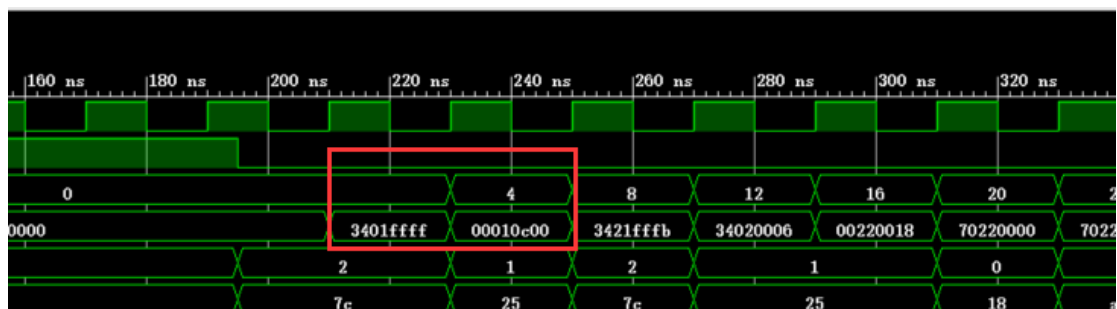 160 ns 180 ns 200 ns 220 ns 240 ns 260 ns 280 ns 300 ns 320 ns
0 4 8 12 16 20 2
0000 3401ffff 00010c00 3421fffb 34020006 00220018 70220000 7022
2 1 2 1 0
7c 25 7c 25 18